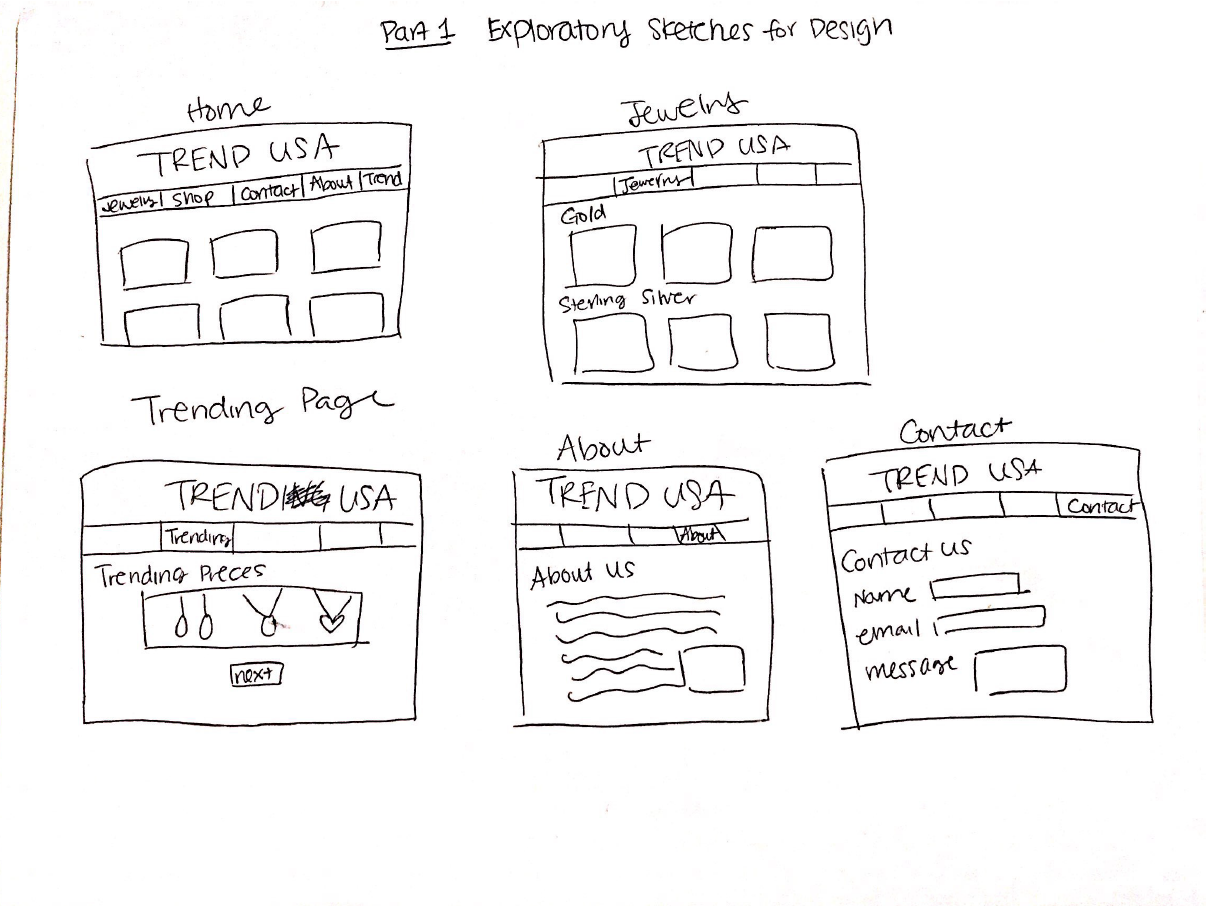 Part 1 Exploratory Sketches for Design
Home
TREND USA
Jewelry Shop Contact About Trend
Jewelry
TREND USA
Jewelry
Gold
Sterling Silver
Trending Page
TREND USA
Trending
Trending Pieces
next
About
TREND USA
About
About us
Contact
TREND USA
Contact
Contact us
Name
email
message